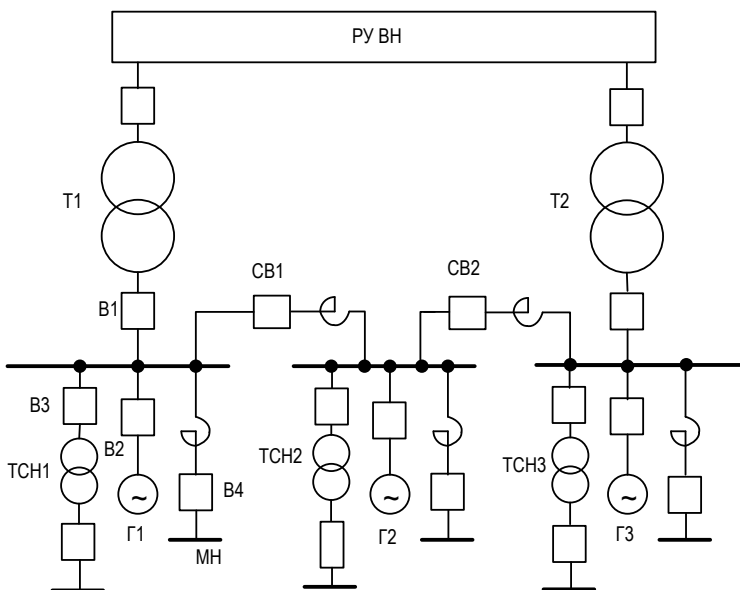 РУ ВН
Т1
Т2
СВ1
СВ2
В1
В3
В2
ТСН1
~
Г1
В4
МН
ТСН2
~
Г2
ТСН3
~
Г3